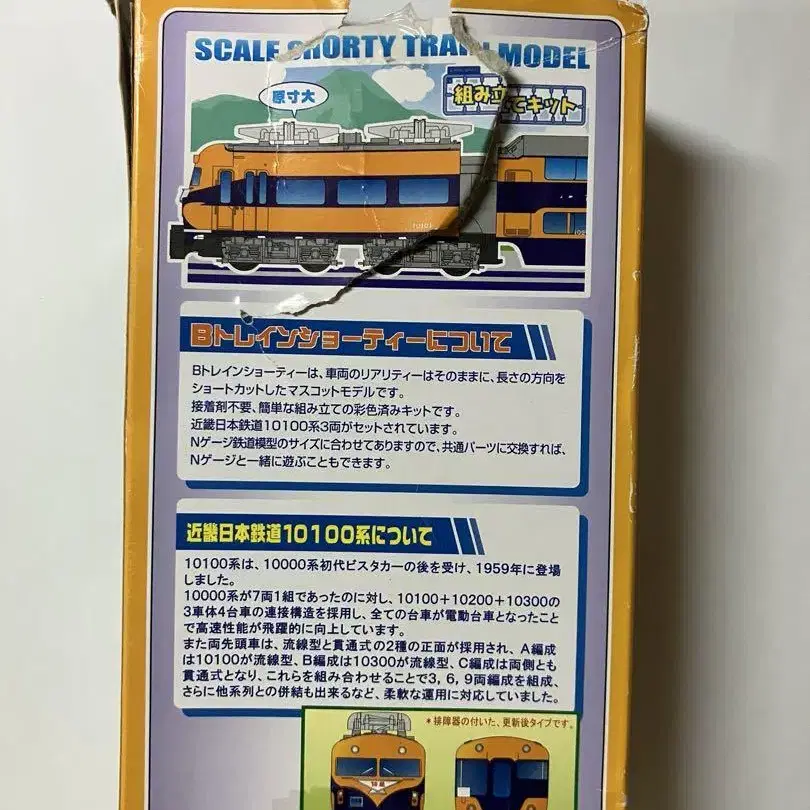 SCALE SHORTY TRAIN MODEL
原寸大
組み立てキット
10101
Bトレインショーティーについて
Bトレインショーティーは、車両のリアリティーはそのままに、長さの方向を
ショートカットしたマスコットモデルです。
接着剤不要、簡単な組み立ての彩色済みキットです。
近畿日本鉄道10100系3両がセットされています。
Nゲージ鉄道模型のサイズに合わせてありますので、共通パーツに交換すれば、
Nゲージと一緒に遊ぶこともできます。
近畿日本鉄道10100系について
10100系は、10000系初代ビスタカーの後を受け、1959年に登場
しました。
10000系が7両1組であったのに対し、10100+10200+10300の
3車体4台車の連接構造を採用し、全ての台車が電動台車となったこと
で高速性能が飛躍的に向上しています。
また両先頭車は、流線型と貫通式の2種の正面が採用され、A編成
は10100が流線型、B編成は10300が流線型、C編成は両側とも
貫通式となり、これらを組み合わせることで3, 6, 9両編成を組成、
さらに他系列との併結も出来るなど、柔軟な運用に対応していました。
*排障器の付いた、更新後タイプです。